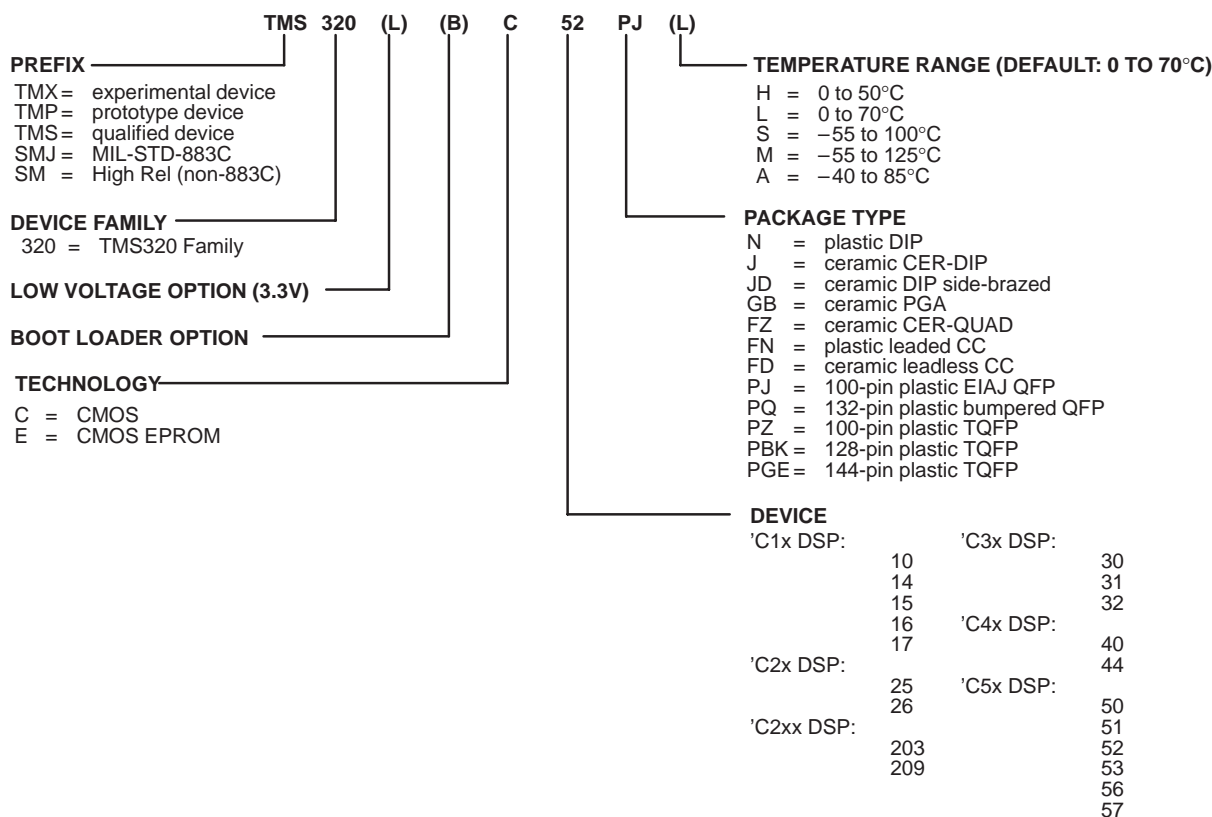 TMS 320 (L) (B) C 52 PJ (L)
PREFIX
TMX = experimental device
TMP = prototype device
TMS = qualified device
SMJ = MIL-STD-883C
SM = High Rel (non-883C)
DEVICE FAMILY
320 = TMS320 Family
LOW VOLTAGE OPTION (3.3V)
BOOT LOADER OPTION
TECHNOLOGY
C = CMOS
E = CMOS EPROM
TEMPERATURE RANGE (DEFAULT: 0 TO 70°C)
H = 0 to 50°C
L = 0 to 70°C
S = –55 to 100°C
M = –55 to 125°C
A = –40 to 85°C
PACKAGE TYPE
N = plastic DIP
J = ceramic CER-DIP
JD = ceramic DIP side-brazed
GB = ceramic PGA
FZ = ceramic CER-QUAD
FN = plastic leaded CC
FD = ceramic leadless CC
PJ = 100-pin plastic EIAJ QFP
PQ = 132-pin plastic bumpered QFP
PZ = 100-pin plastic TQFP
PBK = 128-pin plastic TQFP
PGE = 144-pin plastic TQFP
DEVICE
'C1x DSP:
10
14
15
16
17
'C2x DSP:
25
26
'C2xx DSP:
203
209
'C3x DSP:
30
31
32
'C4x DSP:
40
44
'C5x DSP:
50
51
52
53
56
57